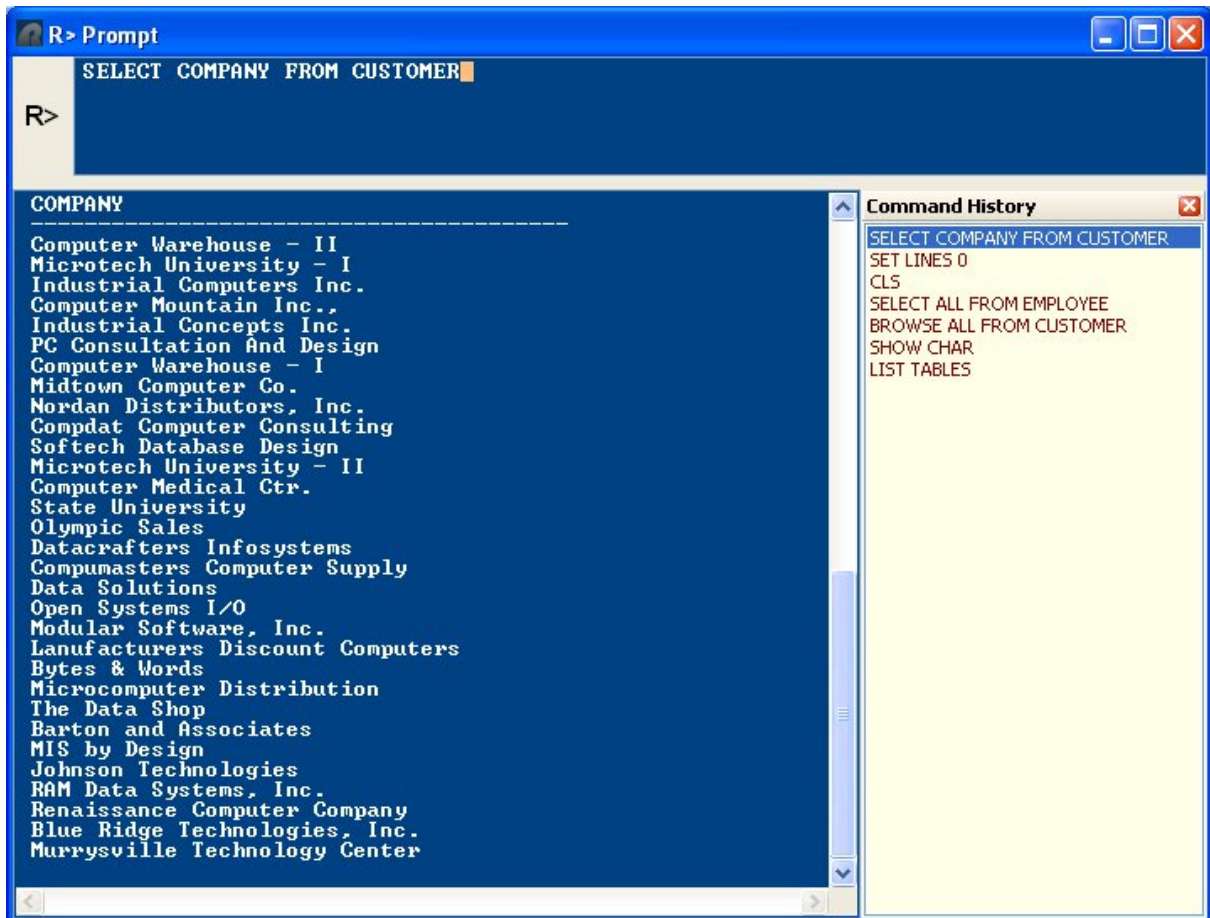 R> Prompt
SELECT COMPANY FROM CUSTOMER
R>
COMPANY
----------------------------------------
Computer Warehouse - II
Microtech University - I
Industrial Computers Inc.
Computer Mountain Inc.,
Industrial Concepts Inc.
PC Consultation And Design
Computer Warehouse - I
Midtown Computer Co.
Nordan Distributors, Inc.
Compdat Computer Consulting
Softech Database Design
Microtech University - II
Computer Medical Ctr.
State University
Olympic Sales
Datacrafters Infosystems
Compumasters Computer Supply
Data Solutions
Open Systems I/O
Modular Software, Inc.
Lanufacturers Discount Computers
Bytes & Words
Microcomputer Distribution
The Data Shop
Barton and Associates
MIS by Design
Johnson Technologies
RAM Data Systems, Inc.
Renaissance Computer Company
Blue Ridge Technologies, Inc.
Murrysville Technology Center
Command History
SELECT COMPANY FROM CUSTOMER
SET LINES 0
CLS
SELECT ALL FROM EMPLOYEE
BROWSE ALL FROM CUSTOMER
SHOW CHAR
LIST TABLES